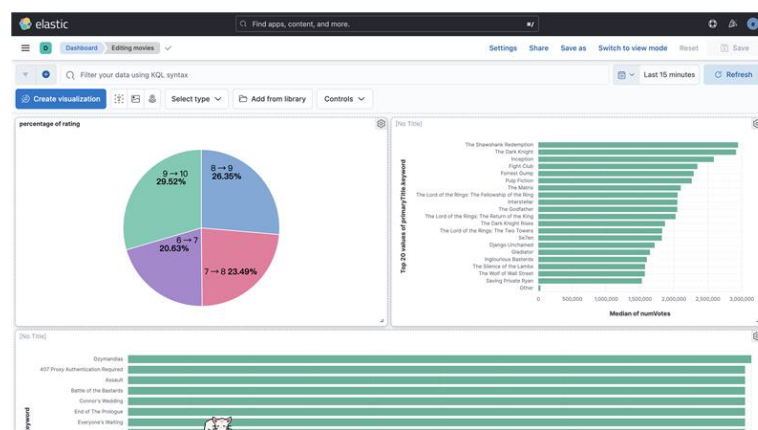 elastic
Find apps, content, and more.
D
Dashboard
Editing movies
Settings
Share
Save as
Switch to view mode
Reset
Save
Filter your data using KQL syntax
Last 15 minutes
Refresh
Create visualization
Select type
Add from library
Controls
percentage of rating
9 → 10
29.52%
8 → 9
26.35%
6 → 7
20.63%
7 → 8 23.49%
[No Title]
Top 20 values of primaryTitle.keyword
The Shawshank Redemption
The Dark Knight
Inception
Fight Club
Forrest Gump
Pulp Fiction
The Matrix
The Lord of the Rings: The Fellowship of the Ring
Interstellar
The Godfather
The Lord of the Rings: The Return of the King
The Dark Knight Rises
The Lord of the Rings: The Two Towers
Se7en
Django Unchained
Gladiator
Inglourious Basterds
The Silence of the Lambs
The Wolf of Wall Street
Saving Private Ryan
Other
0 500,000 1,000,000 1,500,000 2,000,000 2,500,000 3,000,000
Median of numVotes
[No Title]
Ozymandias
407 Proxy Authentication Required
Assault
Battle of the Bastards
Connor's Wedding
End of The Prologue
Everyone's Waiting